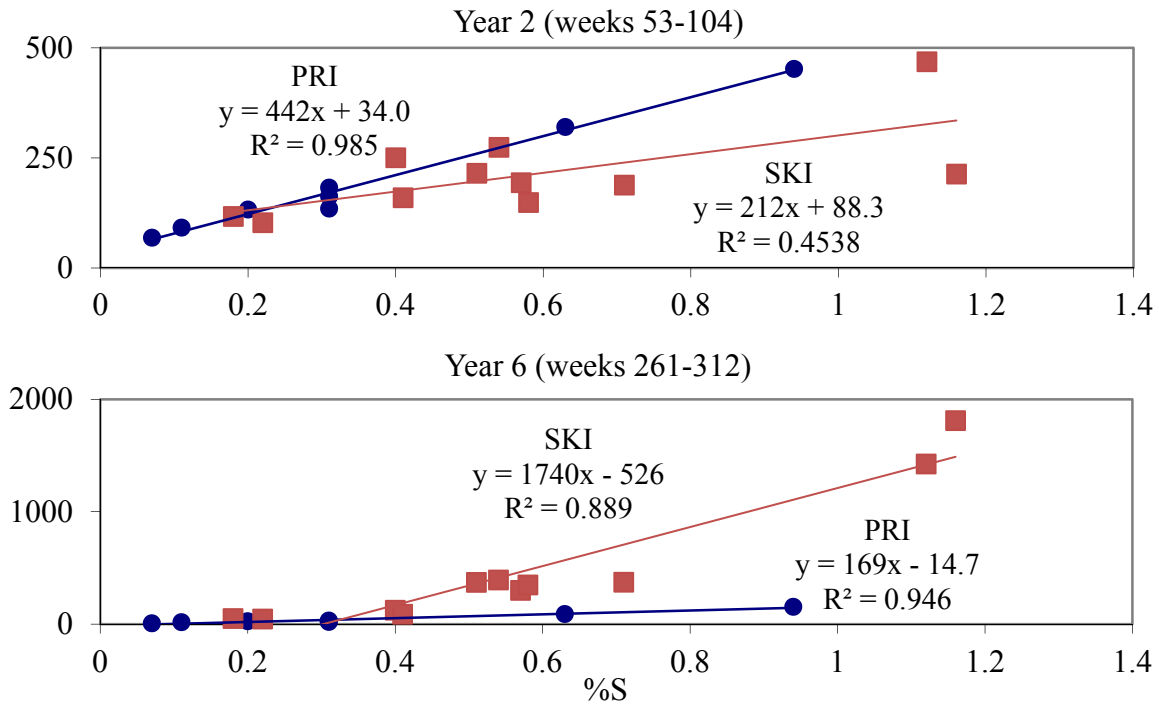 Year 2 (weeks 53-104)
500
PRI
y = 442x + 34.0
R² = 0.985
250
SKI
y = 212x + 88.3
R² = 0.4538
0
0 0.2 0.4 0.6 0.8 1 1.2 1.4
Year 6 (weeks 261-312)
2000
SKI
y = 1740x - 526
R² = 0.889
1000
PRI
y = 169x - 14.7
R² = 0.946
0
0 0.2 0.4 0.6 0.8 1 1.2 1.4
%S